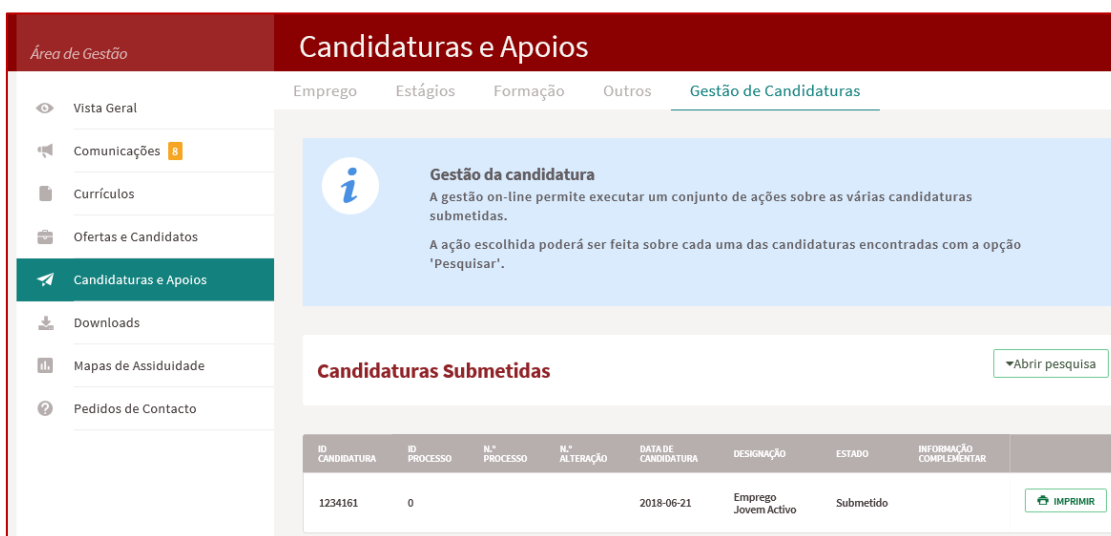 Área de Gestão
Candidaturas e Apoios
Emprego Estágios Formação Outros Gestão de Candidaturas
Vista Geral
Comunicações 8
Currículos
Ofertas e Candidatos
Candidaturas e Apoios
Downloads
Mapas de Assiduidade
Pedidos de Contacto
i
Gestão da candidatura
A gestão on-line permite executar um conjunto de ações sobre as várias candidaturas
submetidas.
A ação escolhida poderá ser feita sobre cada uma das candidaturas encontradas com a opção
'Pesquisar'.
Candidaturas Submetidas
Abrir pesquisa
ID CANDIDATURA ID PROCESSO N.º PROCESSO N.º ALTERAÇÃO DATA DE CANDIDATURA DESIGNAÇÃO ESTADO INFORMAÇÃO COMPLEMENTAR
1234161 0 2018-06-21 Emprego Jovem Activo Submetido IMPRIMIR